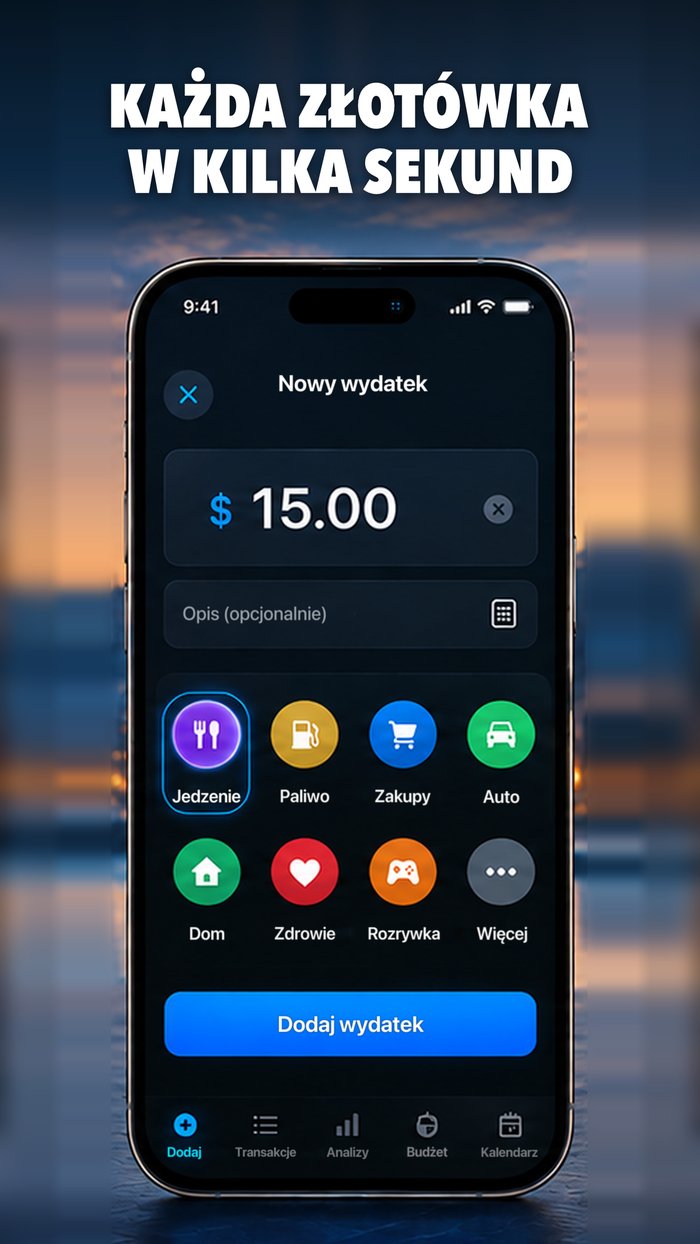 KAŻDA ZŁOTÓWKA
W KILKA SEKUND
9:41
Nowy wydatek
$ 15.00
Opis (opcjonalnie)
Jedzenie Paliwo Zakupy Auto
Dom Zdrowie Rozrywka Więcej
Dodaj wydatek
Dodaj Transakcje Analizy Budżet Kalendarz